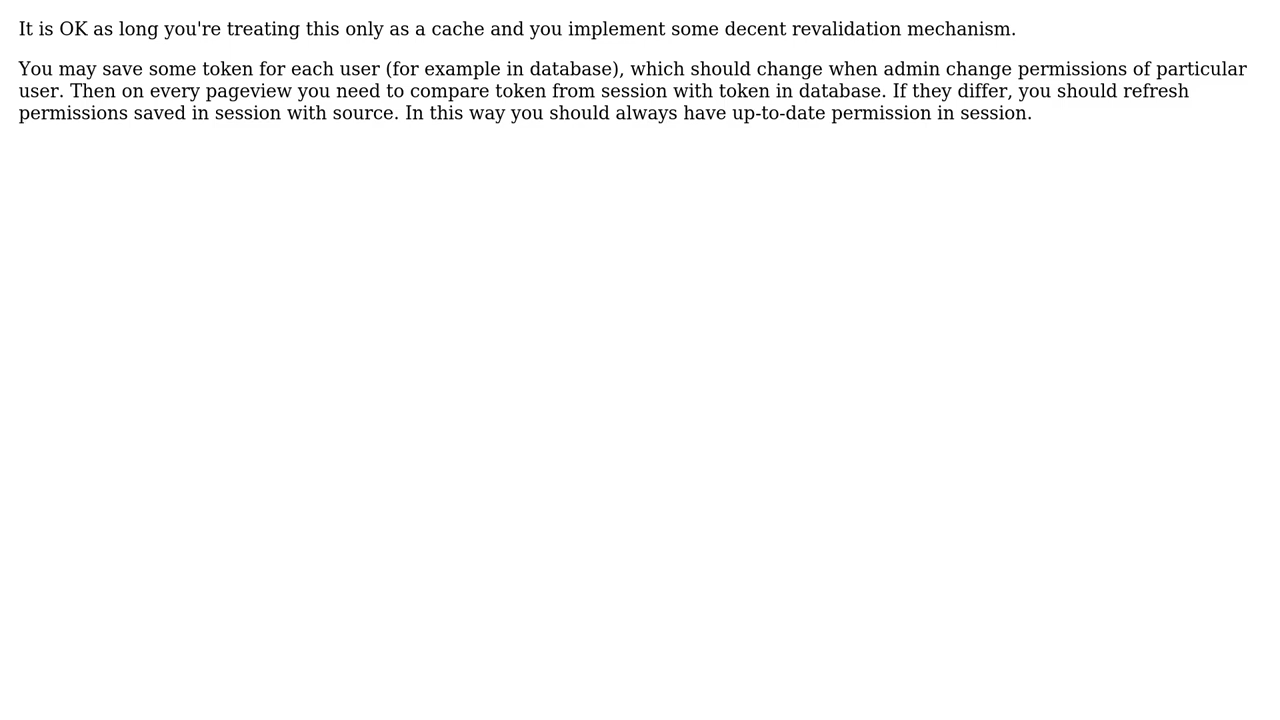 It is OK as long you're treating this only as a cache and you implement some decent revalidation mechanism.
You may save some token for each user (for example in database), which should change when admin change permissions of particular
user. Then on every pageview you need to compare token from session with token in database. If they differ, you should refresh
permissions saved in session with source. In this way you should always have up-to-date permission in session.